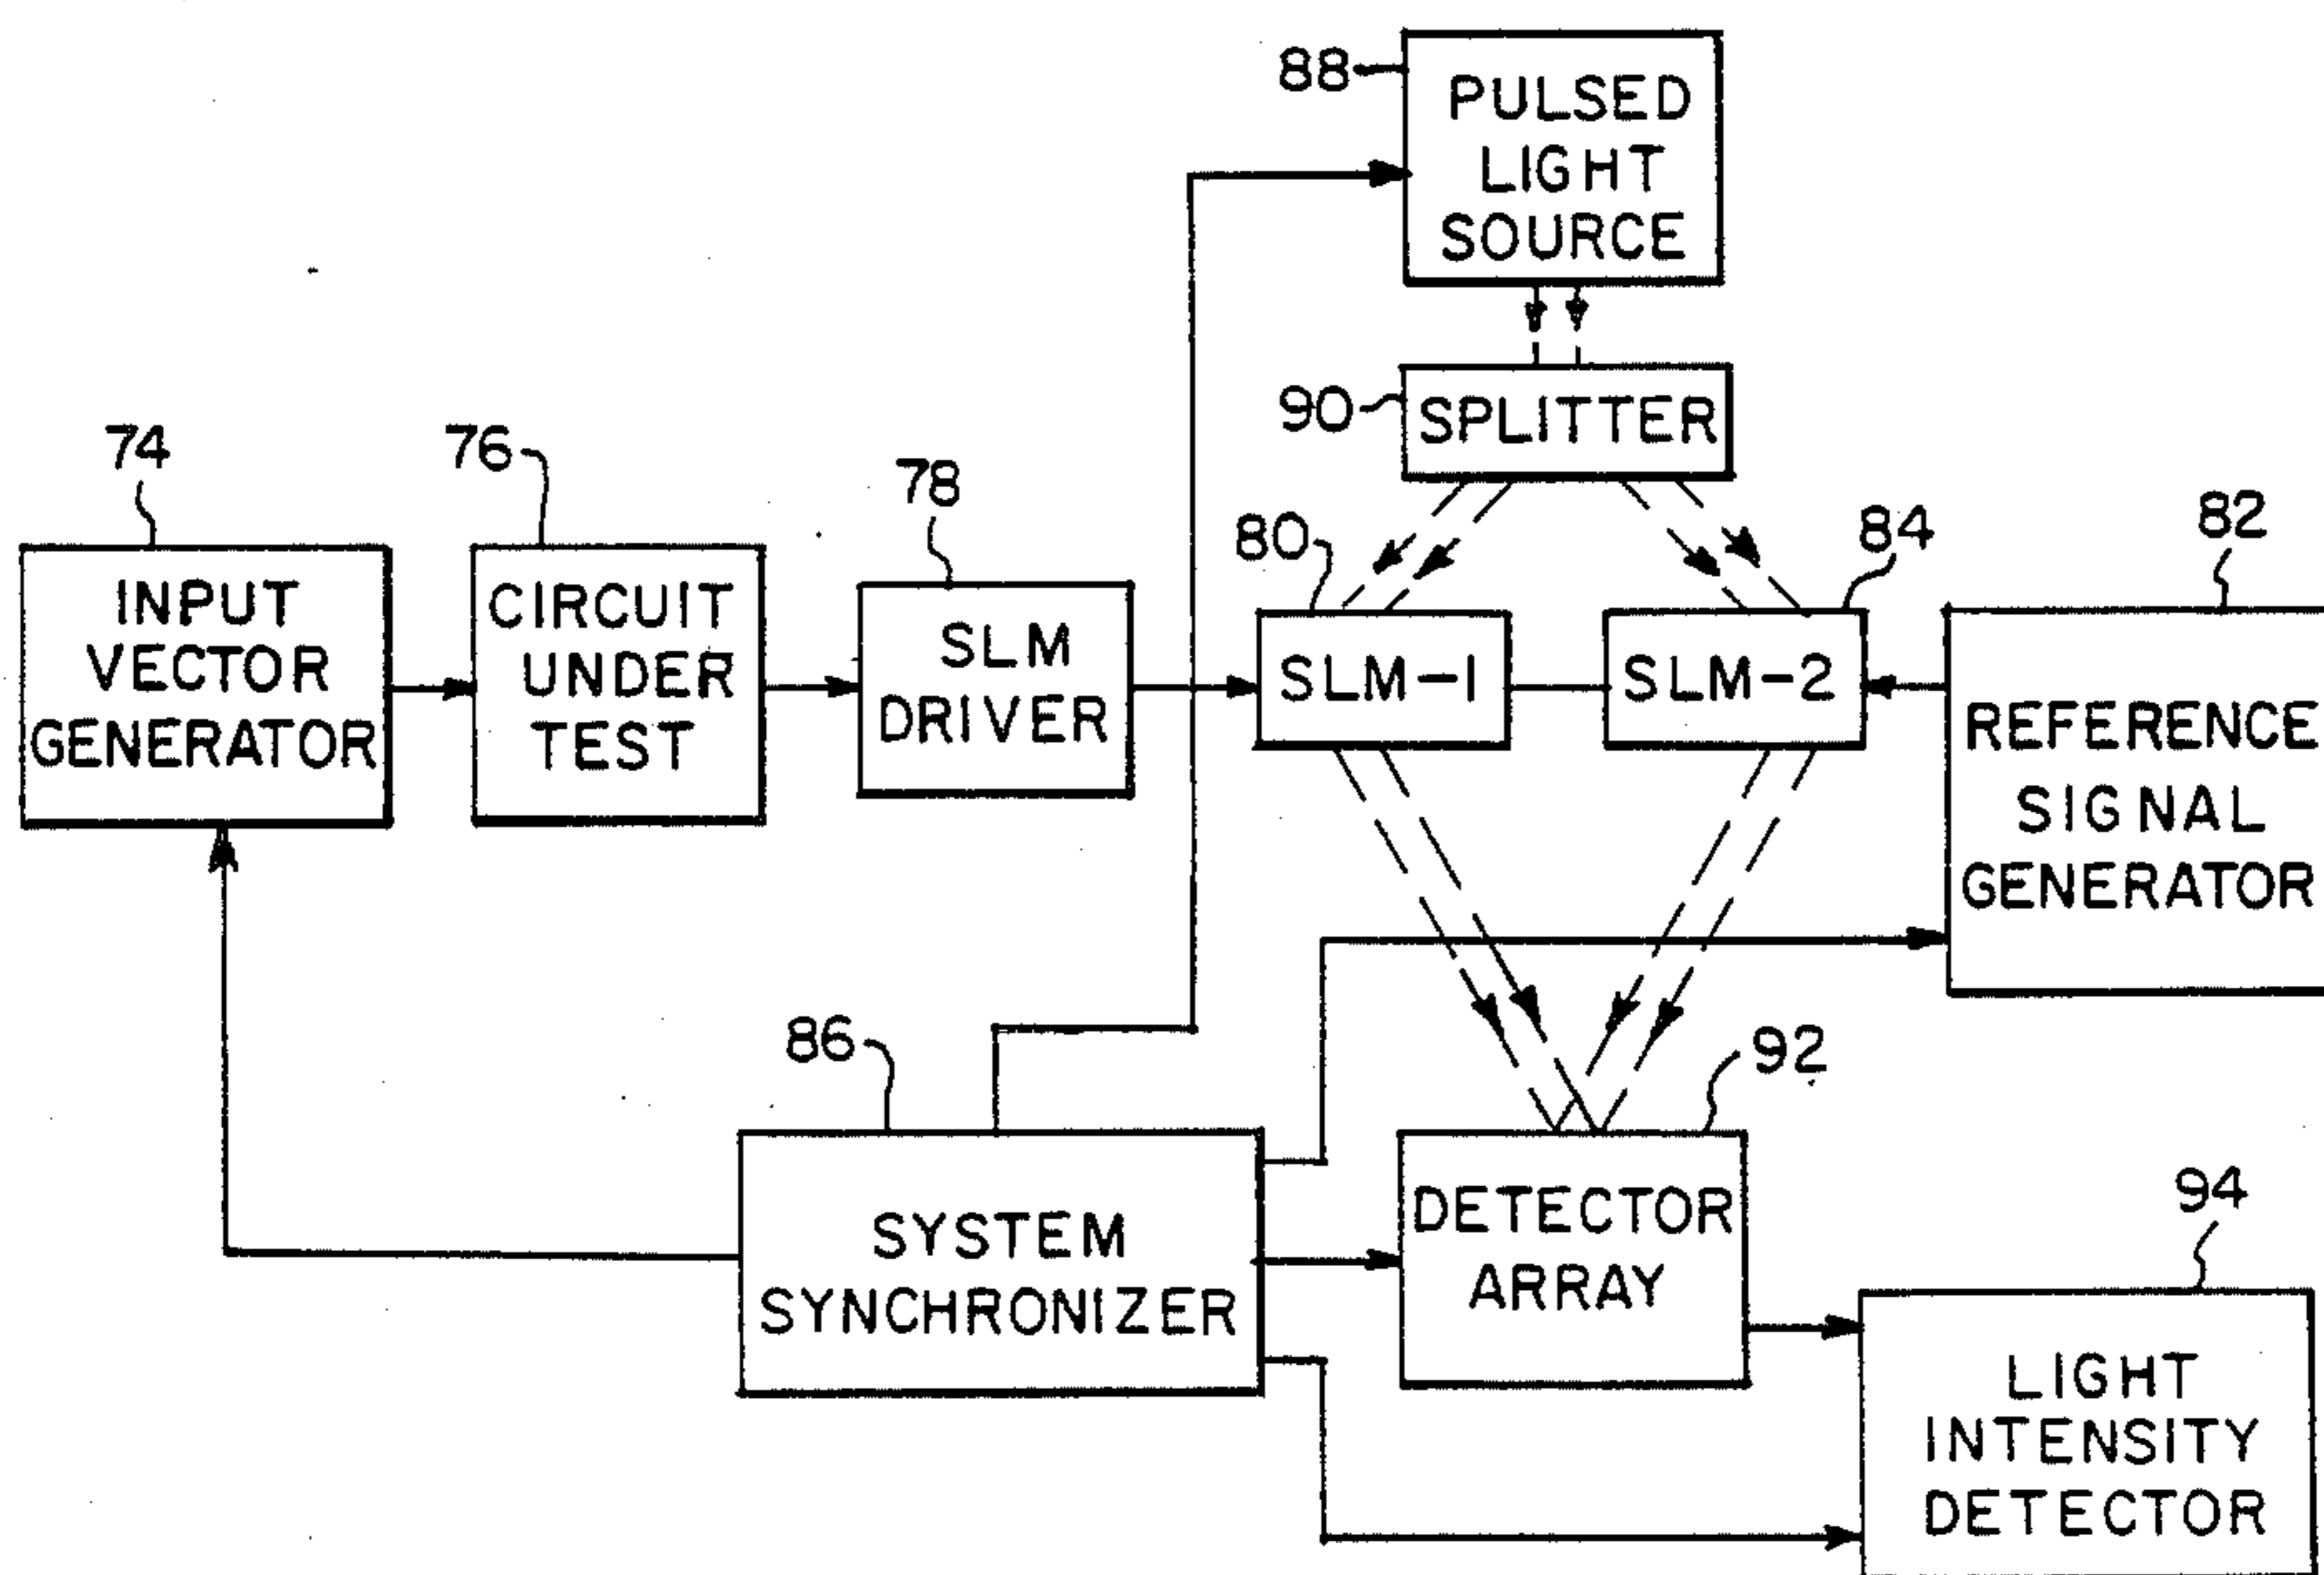 88
PULSED
LIGHT
SOURCE
90
SPLITTER
74
INPUT
VECTOR
GENERATOR
76
CIRCUIT
UNDER
TEST
78
SLM
DRIVER
80
SLM-1
84
SLM-2
82
REFERENCE
SIGNAL
GENERATOR
86
SYSTEM
SYNCHRONIZER
92
DETECTOR
ARRAY
94
LIGHT
INTENSITY
DETECTOR